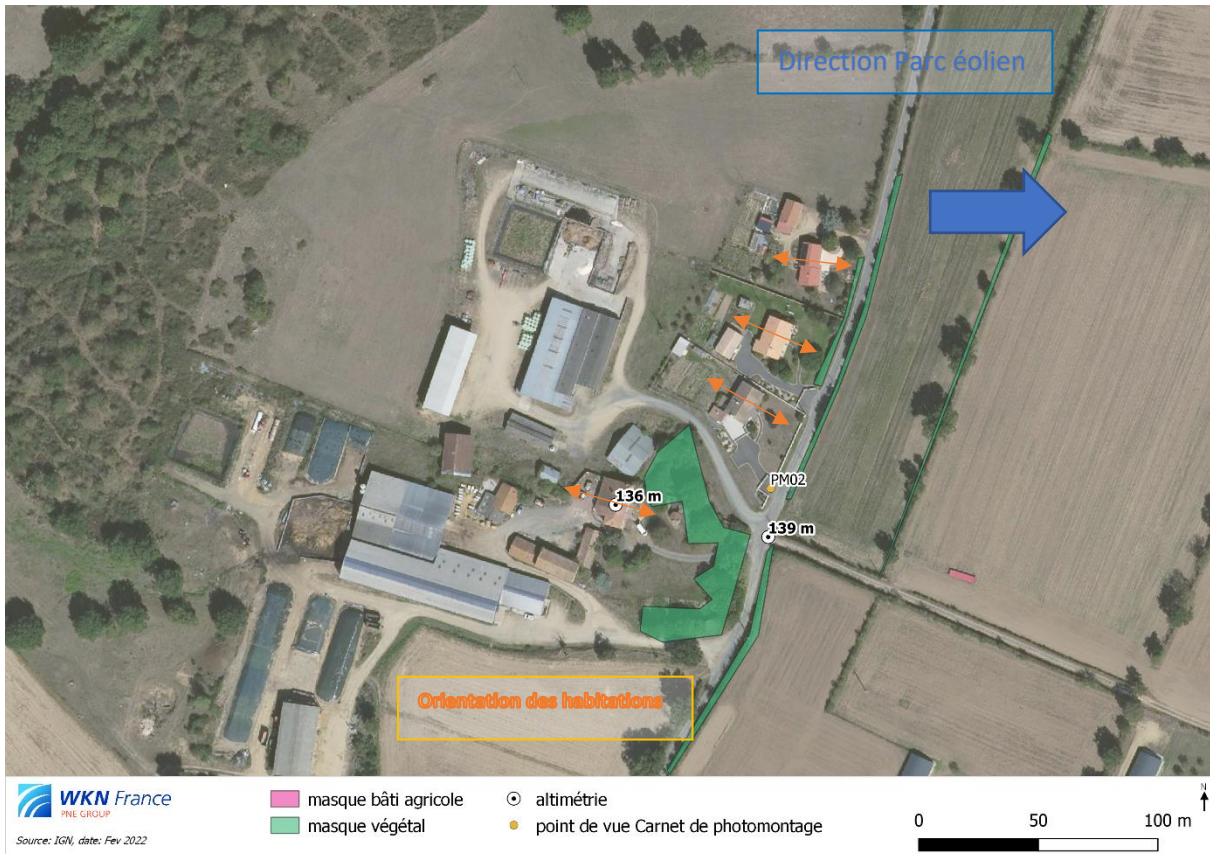 Direction Parc éolien
PM02
136 m
139 m
Orientation des habitations
WKN France
PNE GROUP
Source: IGN, date: Fev 2022
masque bâti agricole
masque végétal
altimétrie
point de vue Carnet de photomontage
N
0 50 100 m